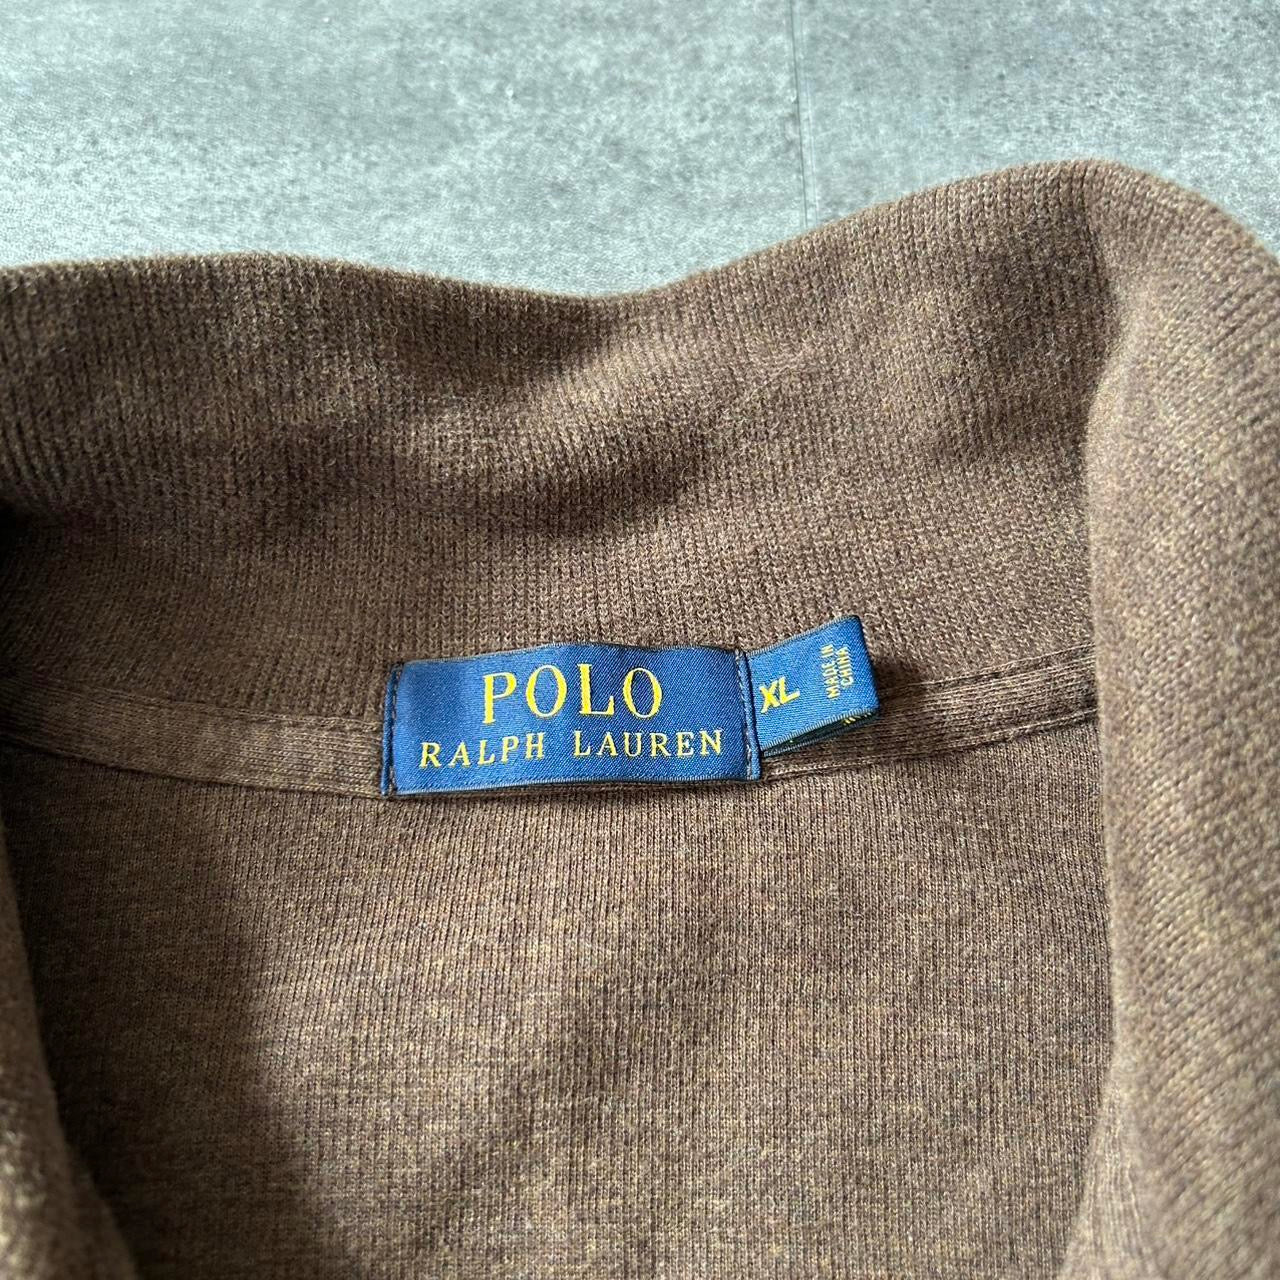 POLO
RALPH LAUREN
XL
MADE IN
CHINA